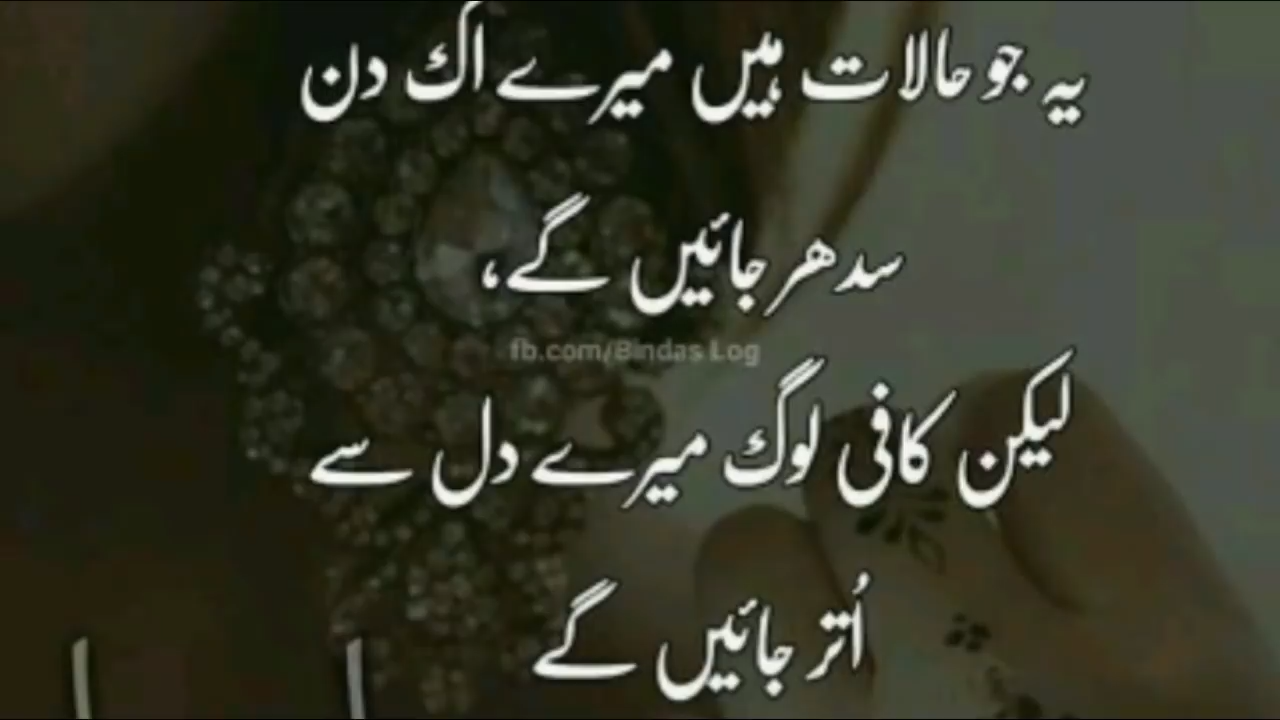 یہ جو حالات ہیں میرے اک دن
سدھر جائیں گے،
fb.com/Bindas Log
لیکن کافی لوگ میرے دل سے
اُتر جائیں گے